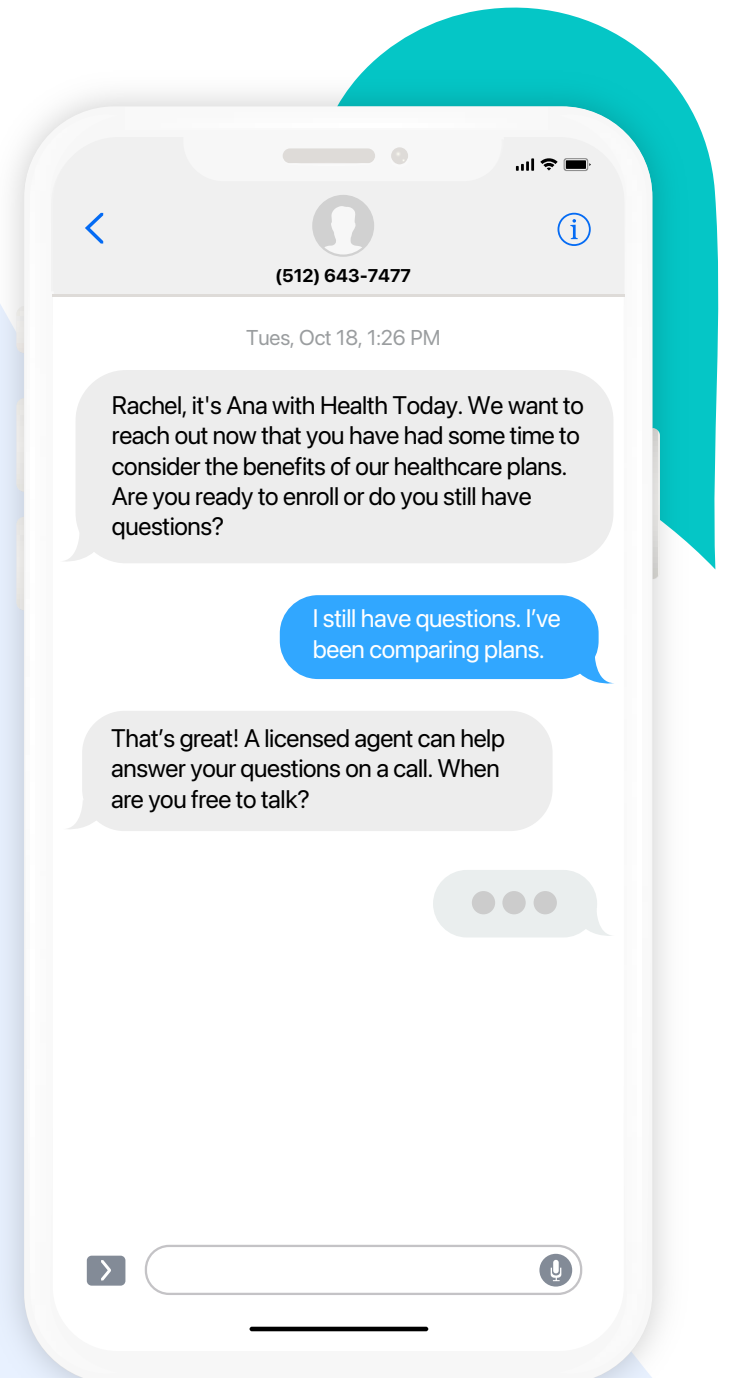 (512) 643-7477
Tues, Oct 18, 1:26 PM
Rachel, it's Ana with Health Today. We want to
reach out now that you have had some time to
consider the benefits of our healthcare plans.
Are you ready to enroll or do you still have
questions?
I still have questions. I’ve
been comparing plans.
That’s great! A licensed agent can help
answer your questions on a call. When
are you free to talk?